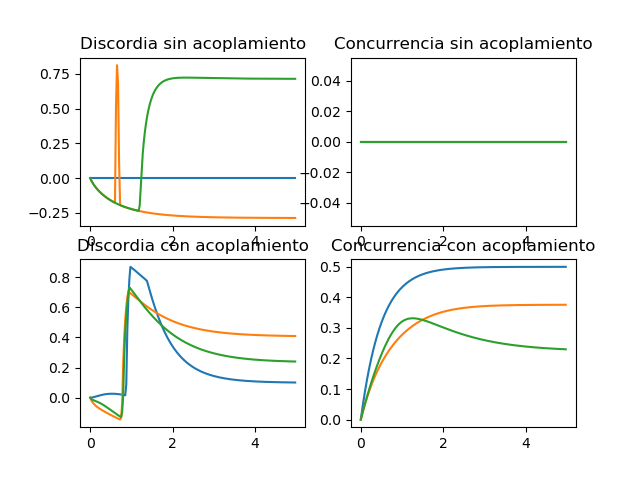 Discordia sin acoplamiento
0.75
0.50
0.25
0.00
−0.25
0 2 4
Concurrencia sin acoplamiento
0.04
0.02
0.00
−0.02
−0.04
0 2 4
Discordia con acoplamiento
0.8
0.6
0.4
0.2
0.0
0 2 4
Concurrencia con acoplamiento
0.5
0.4
0.3
0.2
0.1
0.0
0 2 4